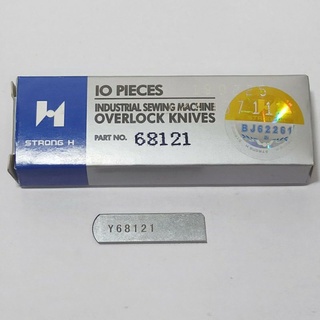 10 PIECES
INDUSTRIAL SEWING MACHINE
OVERLOCK KNIVES
PART NO. 68121
STRONG H
BJ62261
Y68121